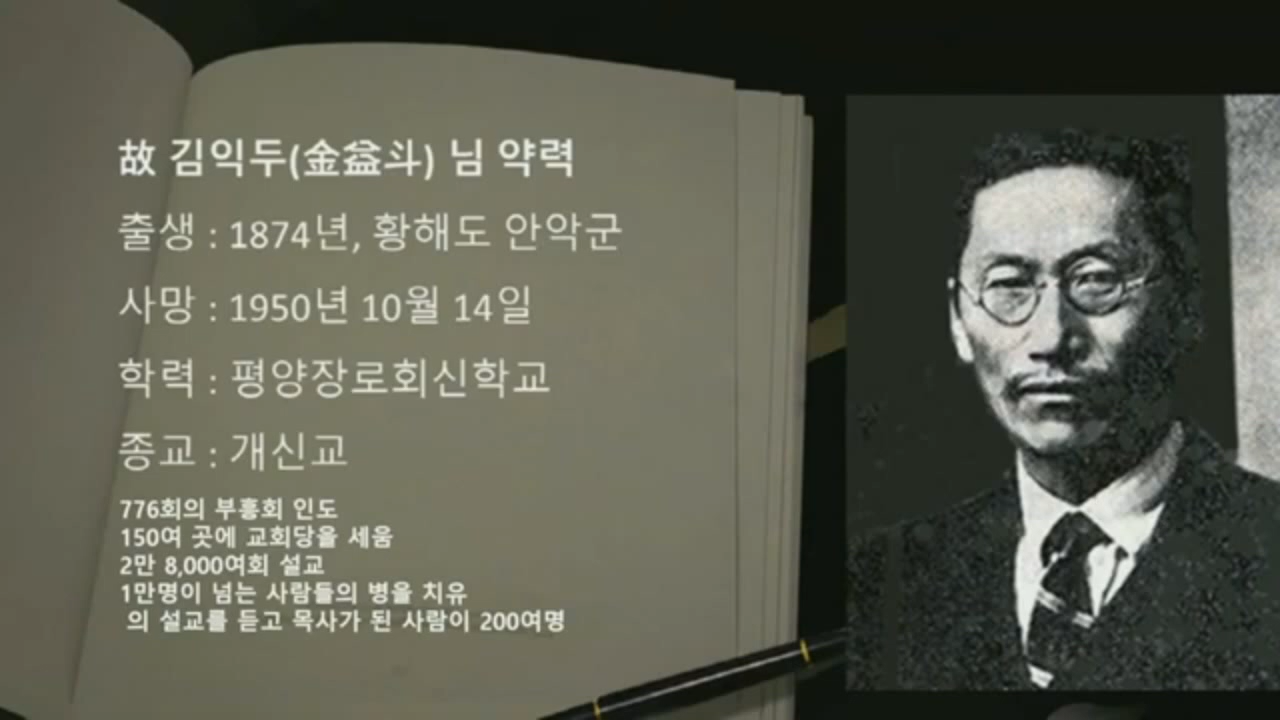 故 김익두(金益斗) 님 약력
출생 : 1874년, 황해도 안악군
사망 : 1950년 10월 14일
학력 : 평양장로회신학교
종교 : 개신교
776회의 부흥회 인도
150여 곳에 교회당을 세움
2만 8,000여회 설교
1만명이 넘는 사람들의 병을 치유
의 설교를 듣고 목사가 된 사람이 200여명